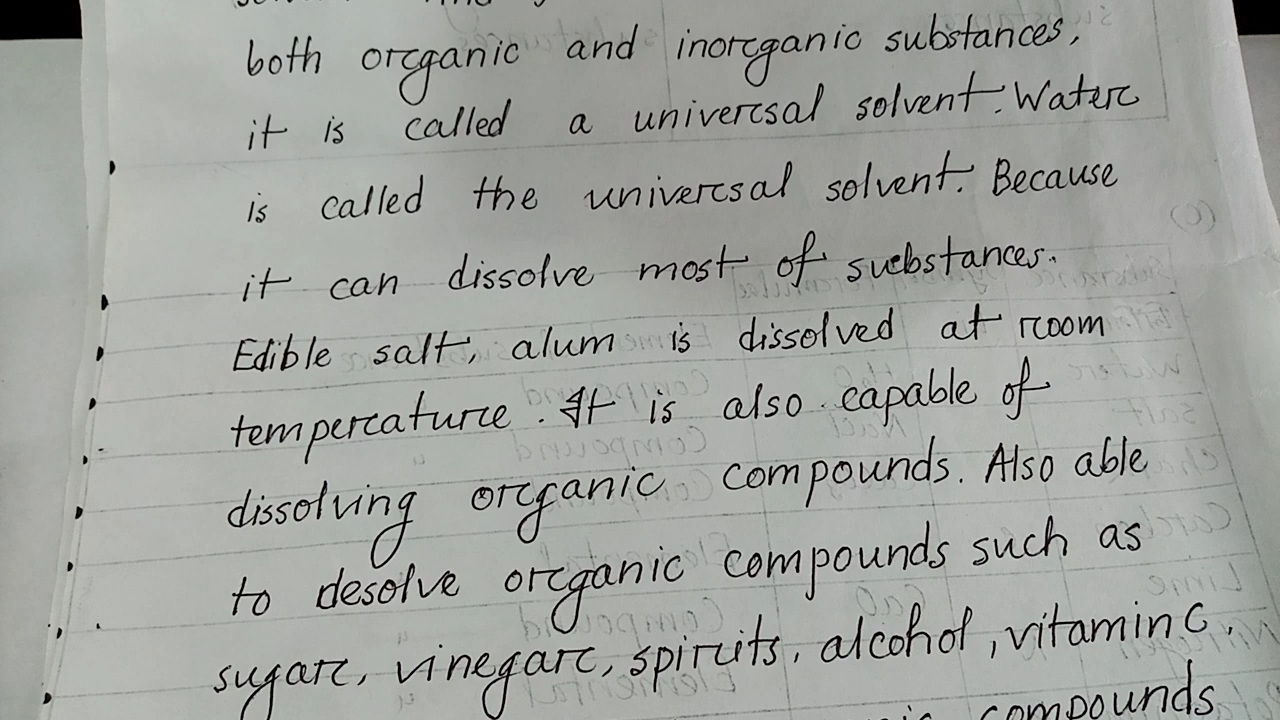 both organic and inorganic substances,
it is called a universal solvent. Water
is called the universal solvent. Because
it can dissolve most of suebstances.
Edible salt, alum is dissolved at room
temperature. It is also capable of
dissolving organic compounds. Also able
to desolve organic compounds such as
sugar, vinegar, spirits, alcohol, vitamin C,
compounds